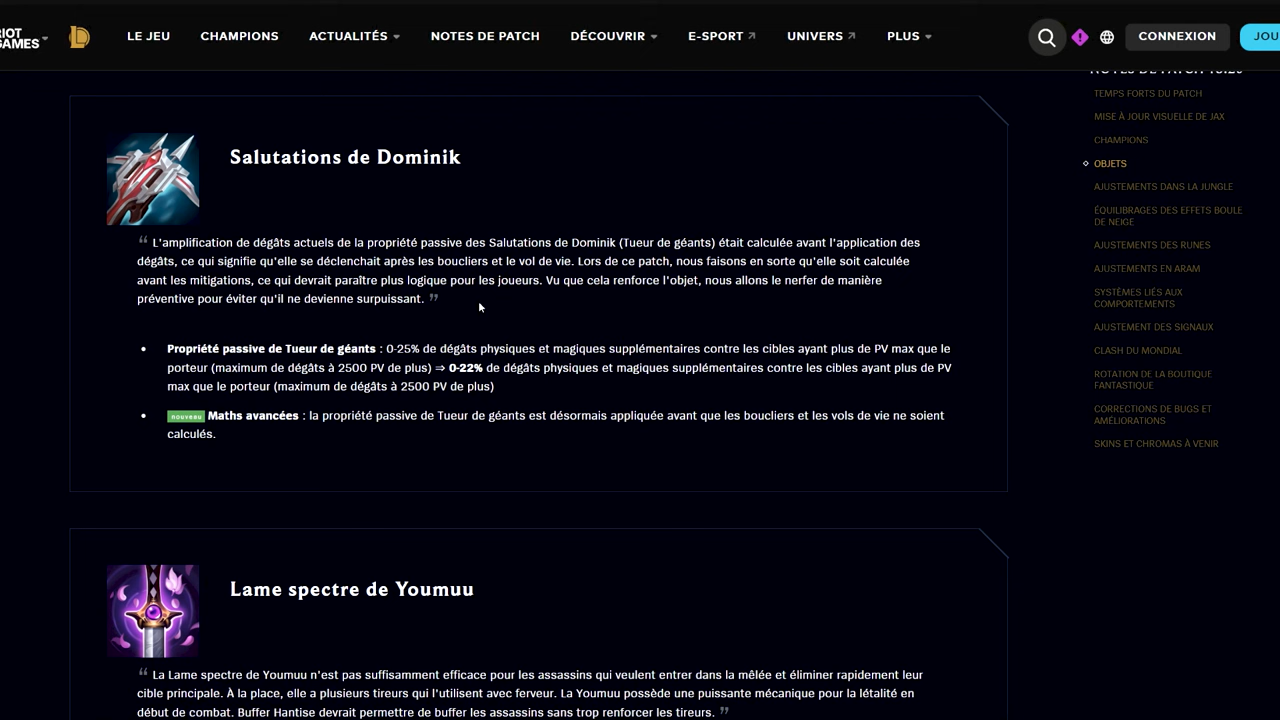 RIOT
GAMES
LE JEU
CHAMPIONS
ACTUALITÉS
NOTES DE PATCH
DÉCOUVRIR
E-SPORT
UNIVERS
PLUS
CONNEXION
JOU
Salutations de Dominik
“ L'amplification de dégâts actuels de la propriété passive des Salutations de Dominik (Tueur de géants) était calculée avant l'application des
dégâts, ce qui signifie qu'elle se déclenchait après les boucliers et le vol de vie. Lors de ce patch, nous faisons en sorte qu'elle soit calculée
avant les mitigations, ce qui devrait paraître plus logique pour les joueurs. Vu que cela renforce l'objet, nous allons le nerfer de manière
préventive pour éviter qu'il ne devienne surpuissant. ”
• Propriété passive de Tueur de géants : 0-25% de dégâts physiques et magiques supplémentaires contre les cibles ayant plus de PV max que le
porteur (maximum de dégâts à 2500 PV de plus) ⇒ 0-22% de dégâts physiques et magiques supplémentaires contre les cibles ayant plus de PV
max que le porteur (maximum de dégâts à 2500 PV de plus)
• nouveau Maths avancées : la propriété passive de Tueur de géants est désormais appliquée avant que les boucliers et les vols de vie ne soient
calculés.
Lame spectre de Youmuu
“ La Lame spectre de Youmuu n'est pas suffisamment efficace pour les assassins qui veulent entrer dans la mêlée et éliminer rapidement leur
cible principale. À la place, elle a plusieurs tireurs qui l'utilisent avec ferveur. La Youmuu possède une puissante mécanique pour la létalité en
début de combat. Buffer Hantise devrait permettre de buffer les assassins sans trop renforcer les tireurs. ”
NOTES DE PATCH
TEMPS FORTS DU PATCH
MISE À JOUR VISUELLE DE JAX
CHAMPIONS
OBJETS
AJUSTEMENTS DANS LA JUNGLE
ÉQUILIBRAGES DES EFFETS BOULE
DE NEIGE
AJUSTEMENTS DES RUNES
AJUSTEMENTS EN ARAM
SYSTÈMES LIÉS AUX
COMPORTEMENTS
AJUSTEMENT DES SIGNAUX
CLASH DU MONDIAL
ROTATION DE LA BOUTIQUE
FANTASTIQUE
CORRECTIONS DE BUGS ET
AMÉLIORATIONS
SKINS ET CHROMAS À VENIR